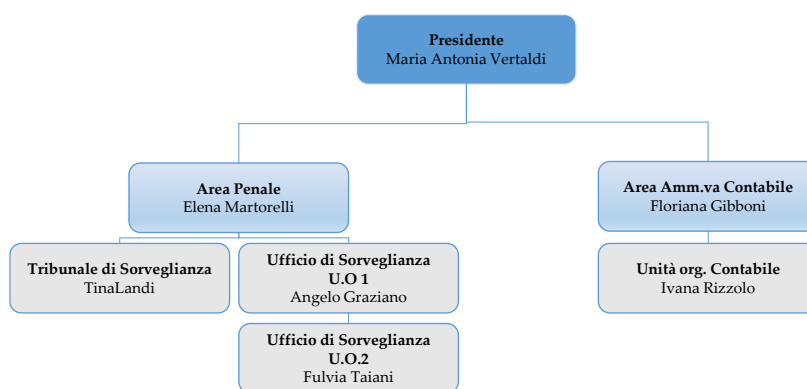 Presidente
Maria Antonia Vertaldi
Area Penale
Elena Martorelli
Area Amm.va Contabile
Floriana Gibboni
Tribunale di Sorveglianza
TinaLandi
Ufficio di Sorveglianza
U.O 1
Angelo Graziano
Unità org. Contabile
Ivana Rizzolo
Ufficio di Sorveglianza
U.O.2
Fulvia Taiani